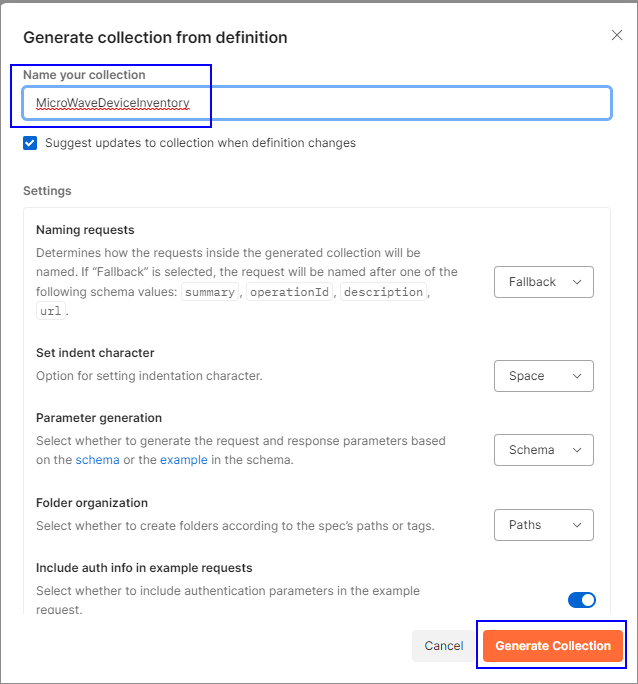 Generate collection from definition
Name your collection
MicroWaveDeviceInventory
Suggest updates to collection when definition changes
Settings
Naming requests
Determines how the requests inside the generated collection will be
named. If “Fallback” is selected, the request will be named after one of the
following schema values: summary, operationId, description,
url.
Fallback
Set indent character
Option for setting indentation character.
Space
Parameter generation
Select whether to generate the request and response parameters based
on the schema or the example in the schema.
Schema
Folder organization
Select whether to create folders according to the spec’s paths or tags.
Paths
Include auth info in example requests
Select whether to include authentication parameters in the example
request.
Cancel
Generate Collection